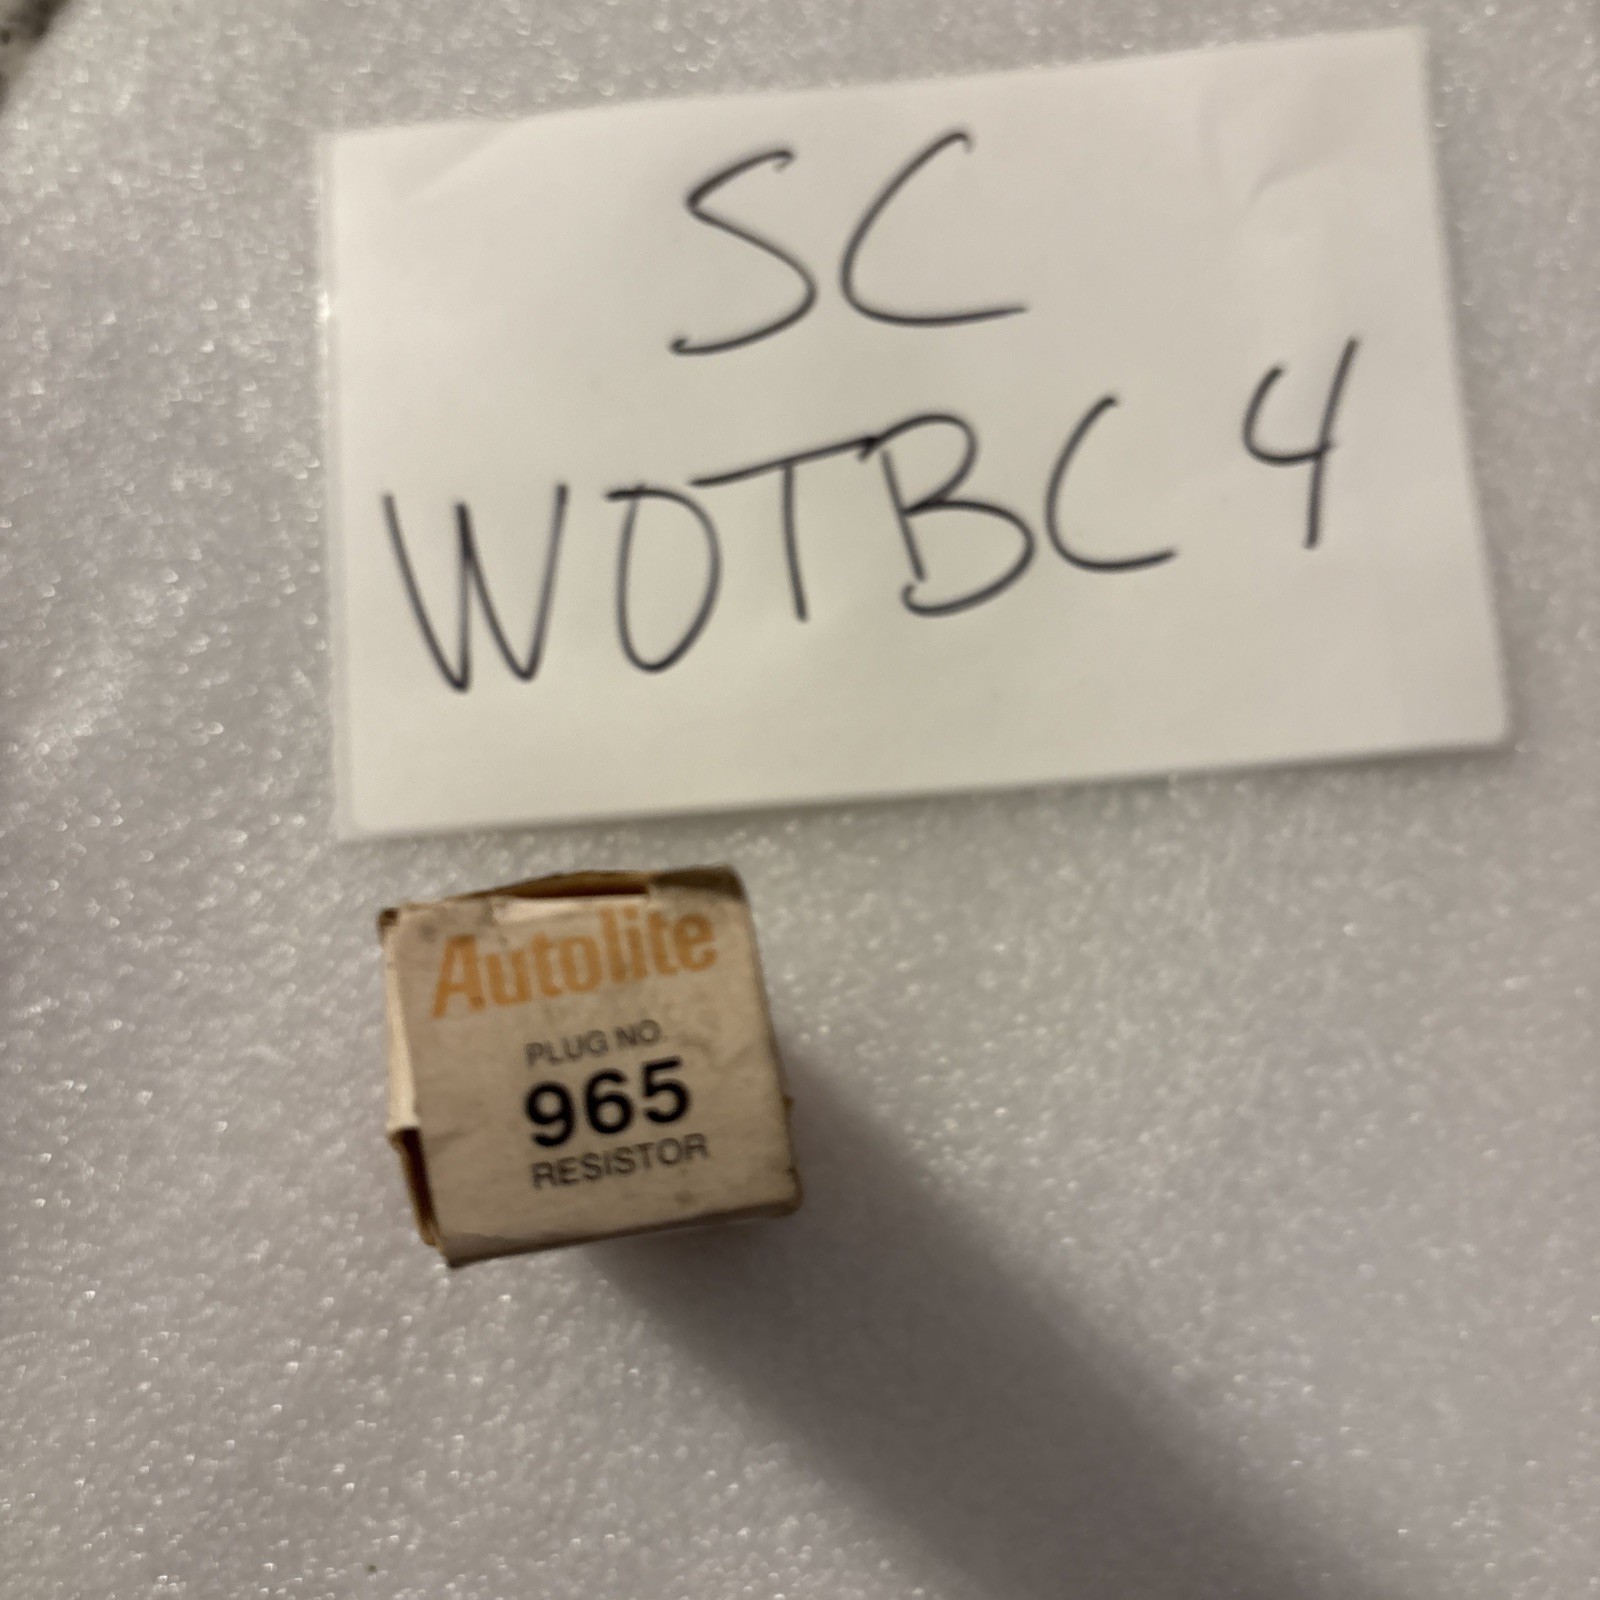 SC
WOTBC 4
Autolite
PLUG NO.
965
RESISTOR